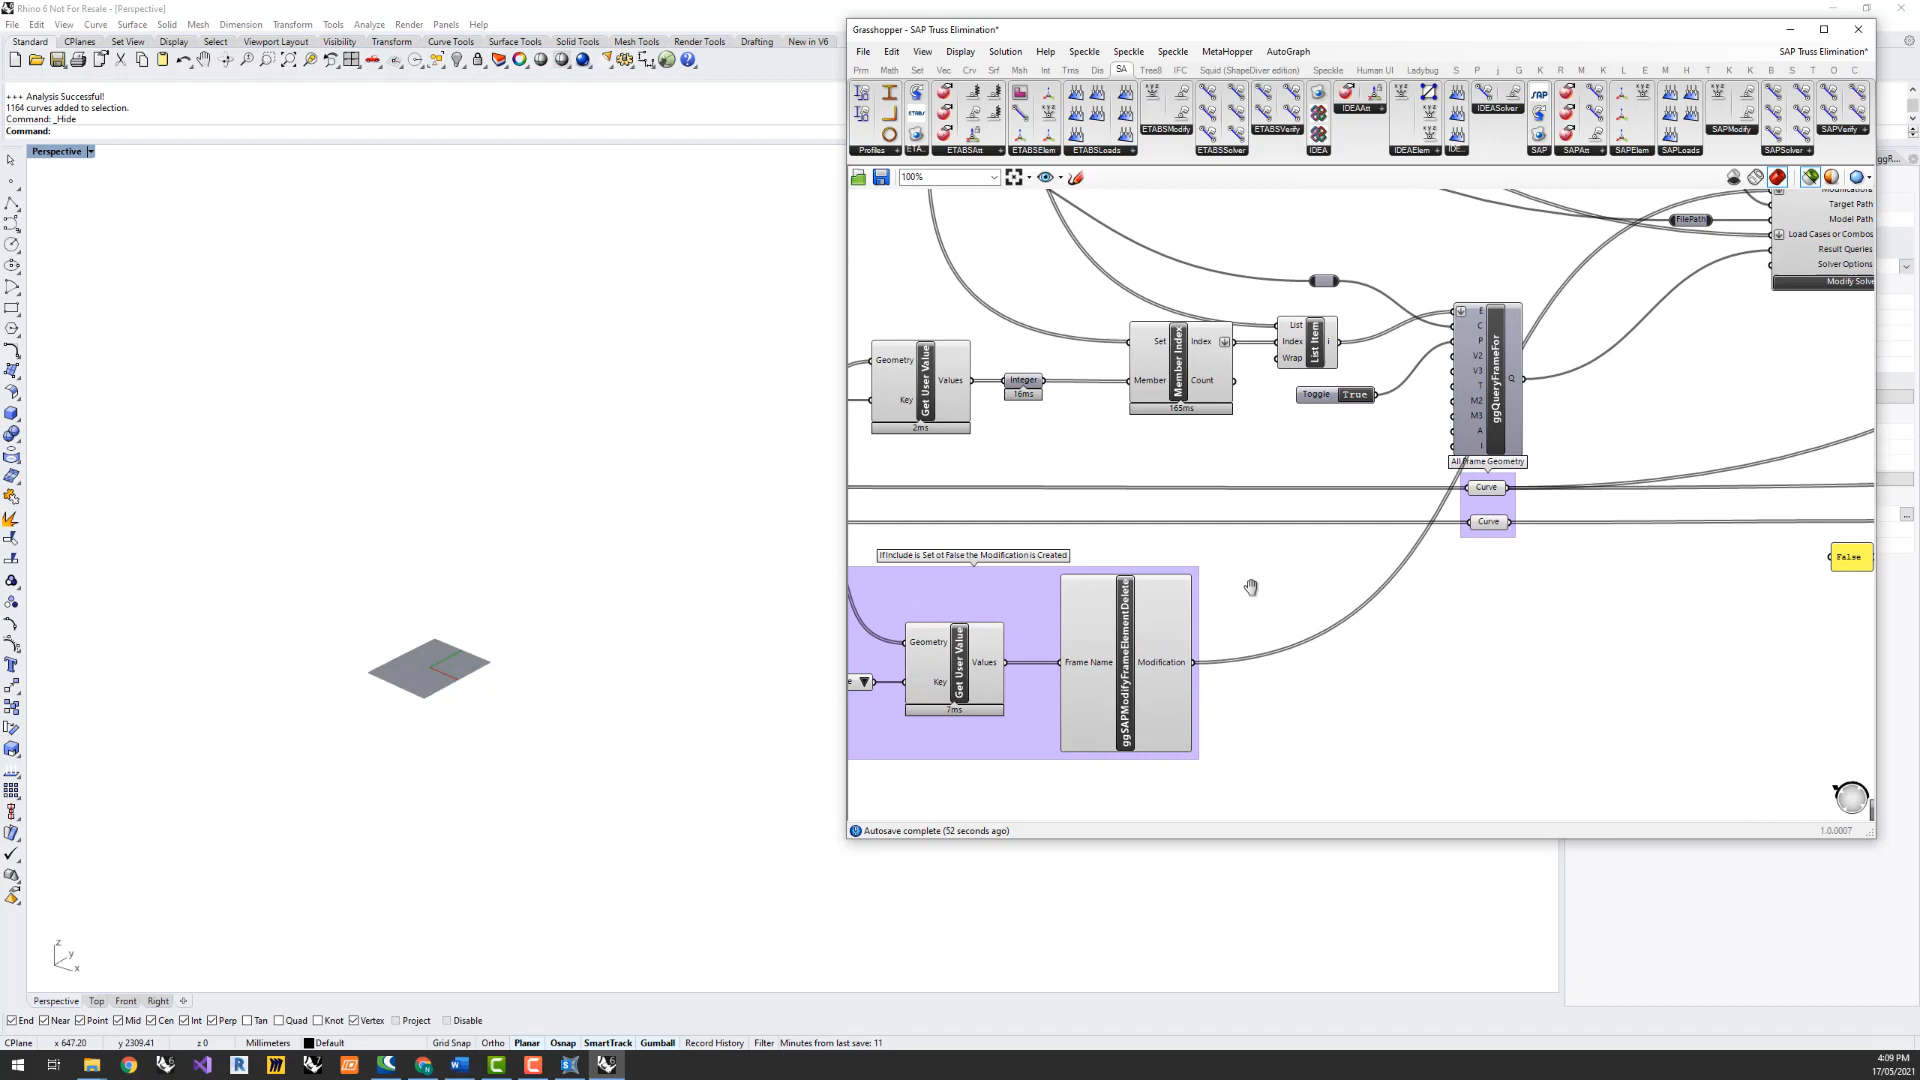 Rhino 6 Not For Resale - [Perspective]
File Edit View Curve Surface Solid Mesh Dimension Transform Tools Analyze Render Panels Help
Standard CPlanes Set View Display Select Viewport Layout Visibility Transform Curve Tools Surface Tools Solid Tools Mesh Tools Render Tools Drafting New in V6
+++ Analysis Successful!
1164 curves added to selection.
Command: _Hide
Command:
Perspective
Grasshopper - SAP Truss Elimination*
File Edit View Display Solution Help Speckle Speckle Speckle MetaHopper AutoGraph
SAP Truss Elimination*
Prm Math Set Vec Crv Srf Msh Int Trns Dis SA Tree8 IFC Squid (ShapeDiver edition) Speckle Human UI Ladybug S P j G K I R M K L E M H T K K B S T O C
ETABS
ETABSModify
ETABSVerify
IDEAAtt
IDEASolver
SAP
SAPModify
SAPVerify
Profiles ETA... ETABSAtt ETABSElem ETABSLoads ETABSSolver IDEA IDEAElem IDE... SAP SAPAtt SAPElem SAPLoads SAPSolver
100%
Target Path
FilePath
Model Path
Load Cases or Combos
Result Queries
Solver Options
Modify Solve
Geometry
Key
Get User Value
Values
2ms
Integer
16ms
Set
Member
Member Index
Index
Count
165ms
List
Index
Wrap
List Item
i
Toggle True
E
C
P
V2
V3
T
M2
M3
A
I
ggQueryFrameFor
Q
All Frame Geometry
Curve
Curve
False
If Include is Set ot False the Modification is Created
Geometry
Key
Get User Value
Values
7ms
Frame Name
ggSAPModifyFrameElementDelete
Modification
Autosave complete (52 seconds ago)
1.0.0007
ggR...
z
y
x
Perspective Top Front Right
End Near Point Mid Cen Int Perp Tan Quad Knot Vertex Project Disable
CPlane x 647.20 y 2309.41 z 0 Millimeters Default Grid Snap Ortho Planar Osnap SmartTrack Gumball Record History Filter Minutes from last save: 11
4:09 PM
17/05/2021